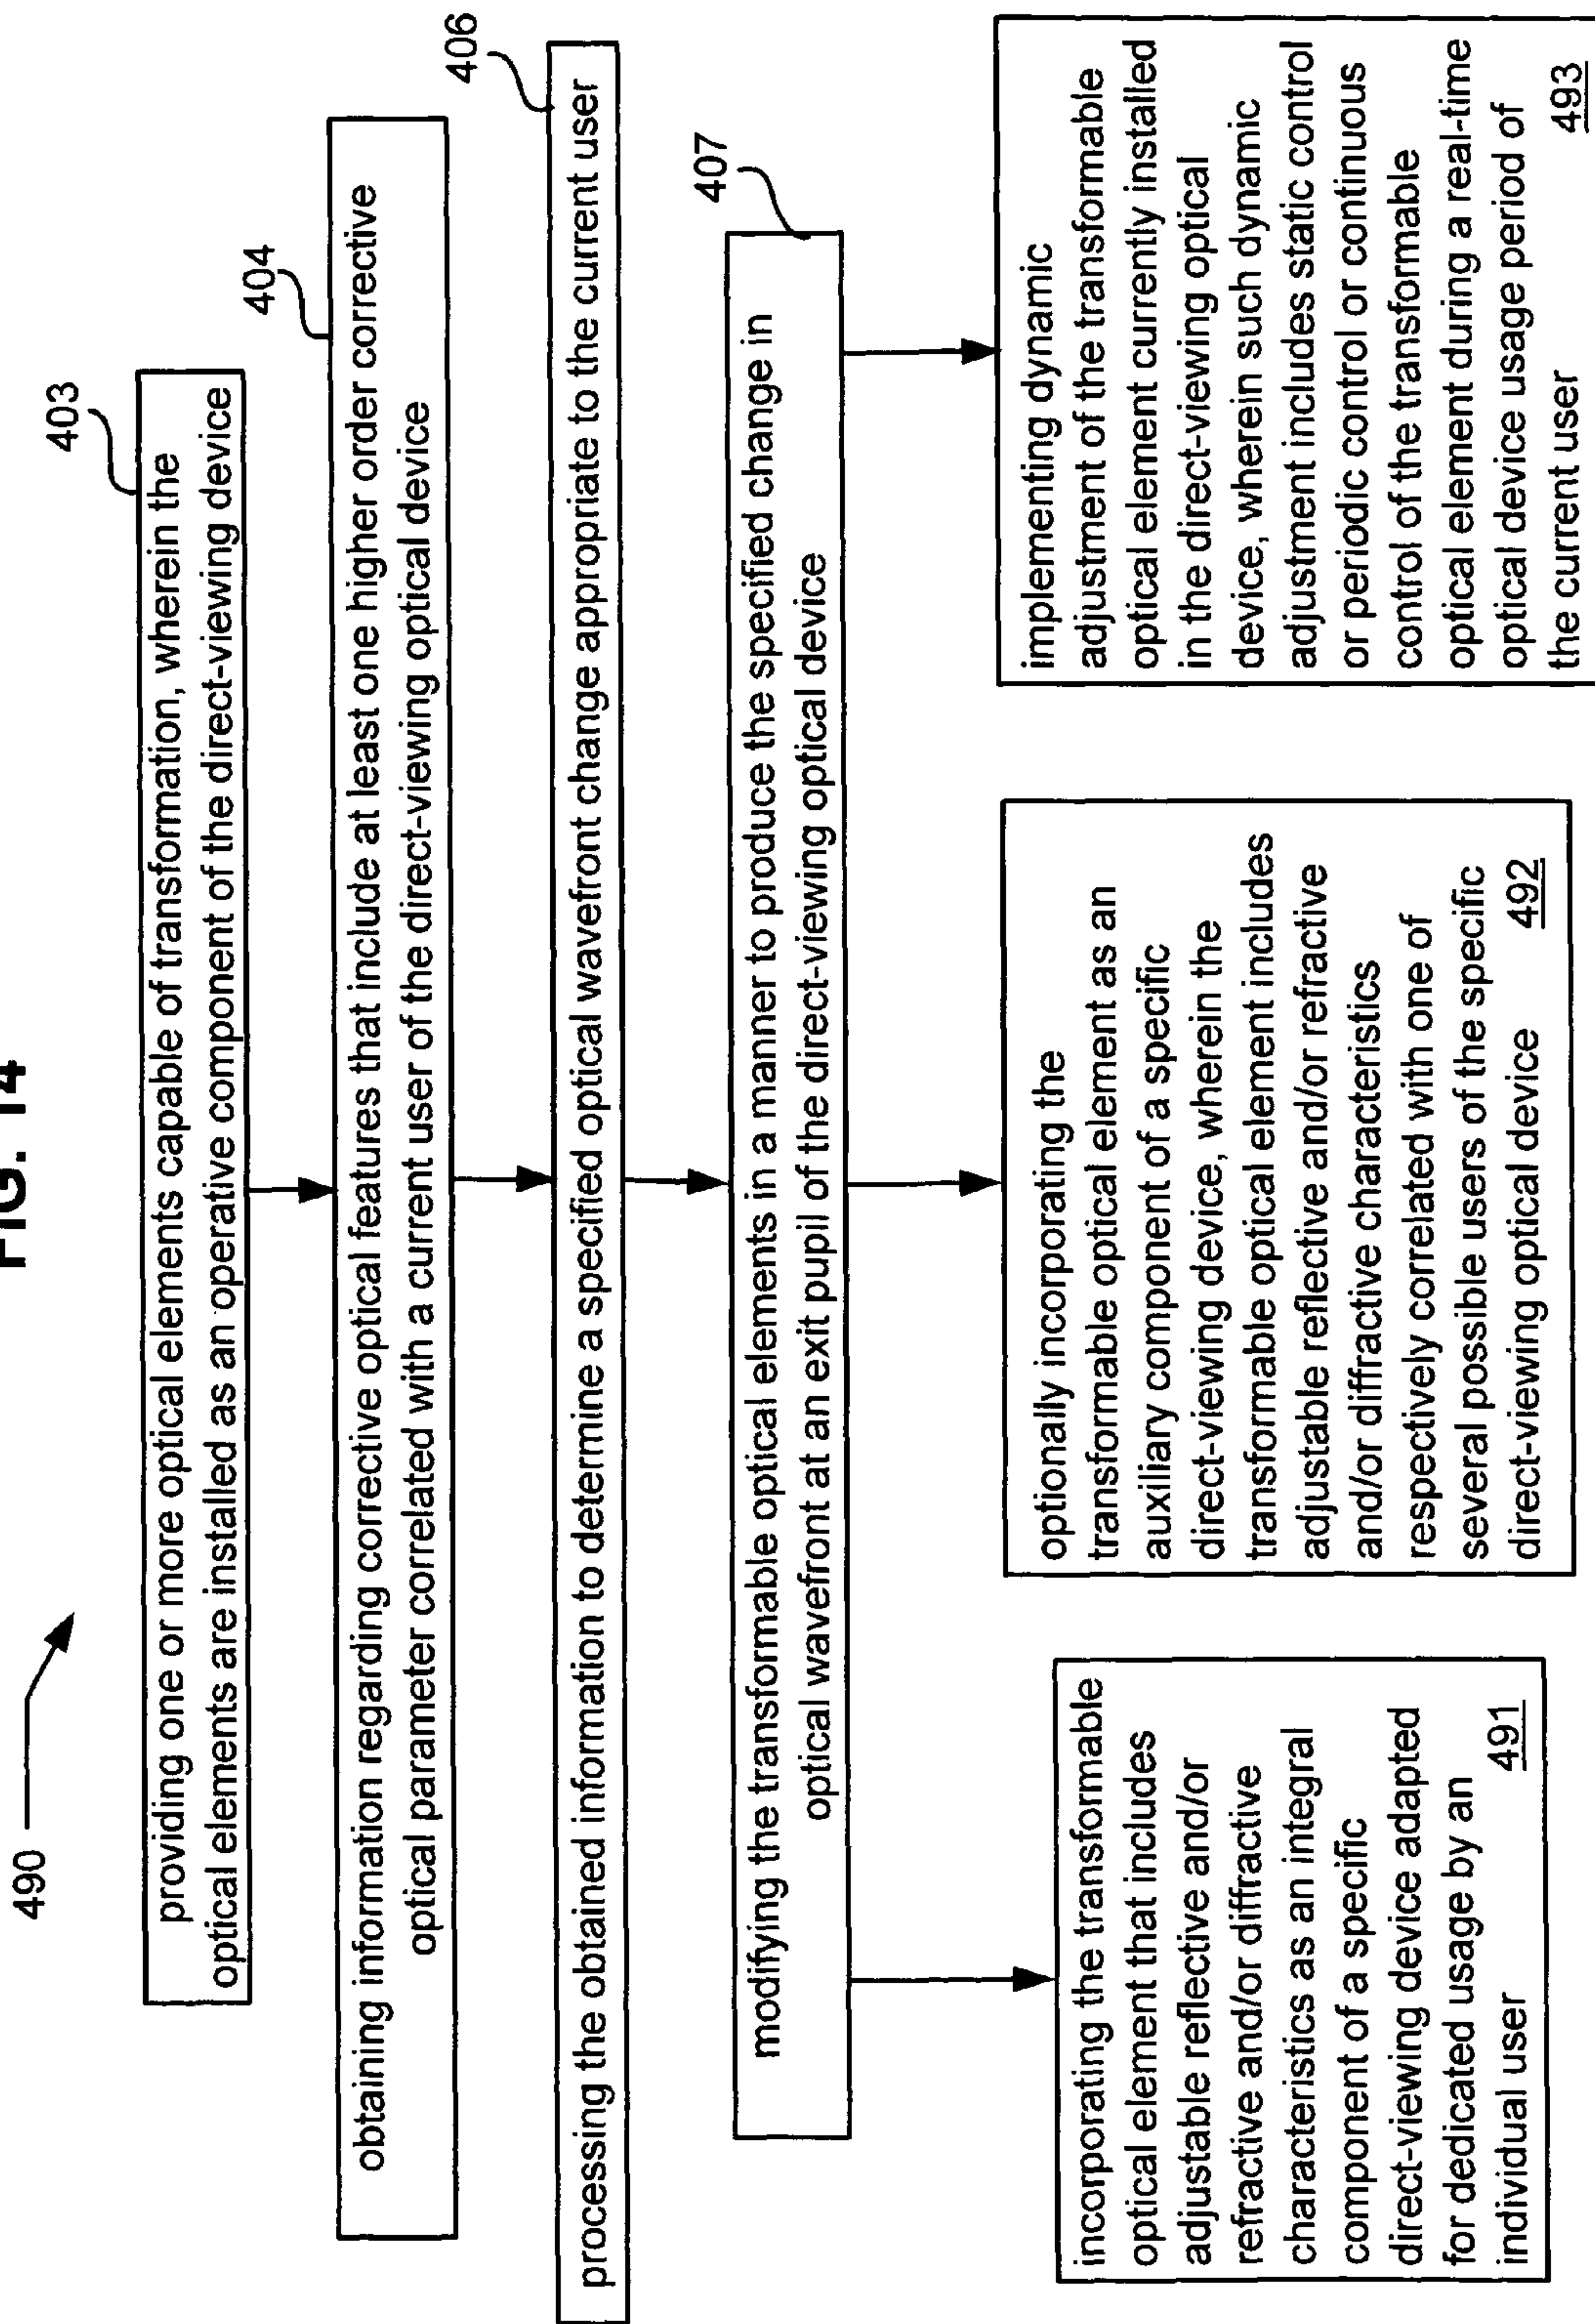 FIG. 14
490
403
providing one or more optical elements capable of transformation, wherein the
optical elements are installed as an operative component of the direct-viewing device
404
obtaining information regarding corrective optical features that include at least one higher order corrective
optical parameter correlated with a current user of the direct-viewing optical device
406
processing the obtained information to determine a specified optical wavefront change appropriate to the current user
407
modifying the transformable optical elements in a manner to produce the specified change in
optical wavefront at an exit pupil of the direct-viewing optical device
incorporating the transformable
optical element that includes
adjustable reflective and/or
refractive and/or diffractive
characteristics as an integral
component of a specific
direct-viewing device adapted
for dedicated usage by an
individual user 491
optionally incorporating the
transformable optical element as an
auxiliary component of a specific
direct-viewing device, wherein the
transformable optical element includes
adjustable reflective and/or refractive
and/or diffractive characteristics
respectively correlated with one of
several possible users of the specific
direct-viewing optical device 492
implementing dynamic
adjustment of the transformable
optical element currently installed
in the direct-viewing optical
device, wherein such dynamic
adjustment includes static control
or periodic control or continuous
control of the transformable
optical element during a real-time
optical device usage period of
the current user 493